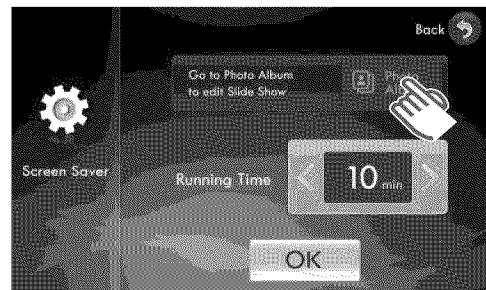 Back
Go to Photo Album
to edit Slide Show
Screen Saver
Running Time
10 min
OK